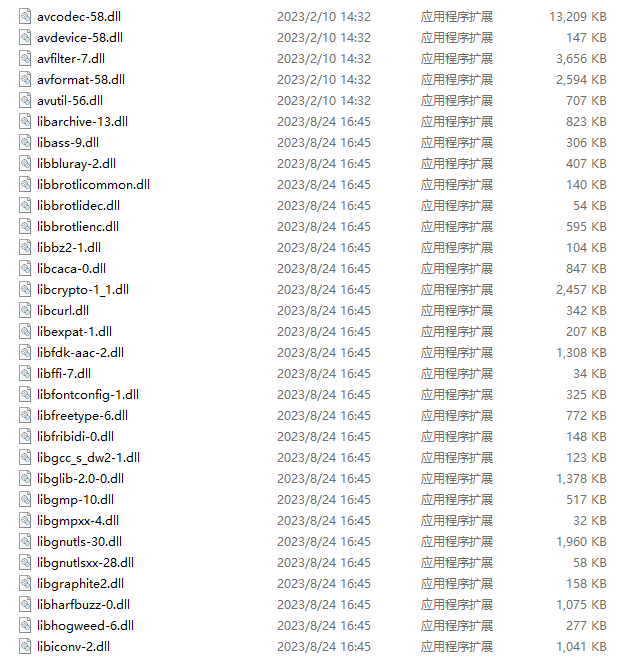 avcodec-58.dll 2023/2/10 14:32 应用程序扩展 13,209 KB
avdevice-58.dll 2023/2/10 14:32 应用程序扩展 147 KB
avfilter-7.dll 2023/2/10 14:32 应用程序扩展 3,656 KB
avformat-58.dll 2023/2/10 14:32 应用程序扩展 2,594 KB
avutil-56.dll 2023/2/10 14:32 应用程序扩展 707 KB
libarchive-13.dll 2023/8/24 16:45 应用程序扩展 823 KB
libass-9.dll 2023/8/24 16:45 应用程序扩展 306 KB
libbluray-2.dll 2023/8/24 16:45 应用程序扩展 407 KB
libbrotlicommon.dll 2023/8/24 16:45 应用程序扩展 140 KB
libbrotlidec.dll 2023/8/24 16:45 应用程序扩展 54 KB
libbrotlienc.dll 2023/8/24 16:45 应用程序扩展 595 KB
libbz2-1.dll 2023/8/24 16:45 应用程序扩展 104 KB
libcaca-0.dll 2023/8/24 16:45 应用程序扩展 847 KB
libcrypto-1_1.dll 2023/8/24 16:45 应用程序扩展 2,457 KB
libcurl.dll 2023/8/24 16:45 应用程序扩展 342 KB
libexpat-1.dll 2023/8/24 16:45 应用程序扩展 207 KB
libfdk-aac-2.dll 2023/8/24 16:45 应用程序扩展 1,308 KB
libffi-7.dll 2023/8/24 16:45 应用程序扩展 34 KB
libfontconfig-1.dll 2023/8/24 16:45 应用程序扩展 325 KB
libfreetype-6.dll 2023/8/24 16:45 应用程序扩展 772 KB
libfribidi-0.dll 2023/8/24 16:45 应用程序扩展 148 KB
libgcc_s_dw2-1.dll 2023/8/24 16:45 应用程序扩展 123 KB
libglib-2.0-0.dll 2023/8/24 16:45 应用程序扩展 1,378 KB
libgmp-10.dll 2023/8/24 16:45 应用程序扩展 517 KB
libgmpxx-4.dll 2023/8/24 16:45 应用程序扩展 32 KB
libgnutls-30.dll 2023/8/24 16:45 应用程序扩展 1,960 KB
libgnutlsxx-28.dll 2023/8/24 16:45 应用程序扩展 58 KB
libgraphite2.dll 2023/8/24 16:45 应用程序扩展 158 KB
libharfbuzz-0.dll 2023/8/24 16:45 应用程序扩展 1,075 KB
libhogweed-6.dll 2023/8/24 16:45 应用程序扩展 277 KB
libiconv-2.dll 2023/8/24 16:45 应用程序扩展 1,041 KB